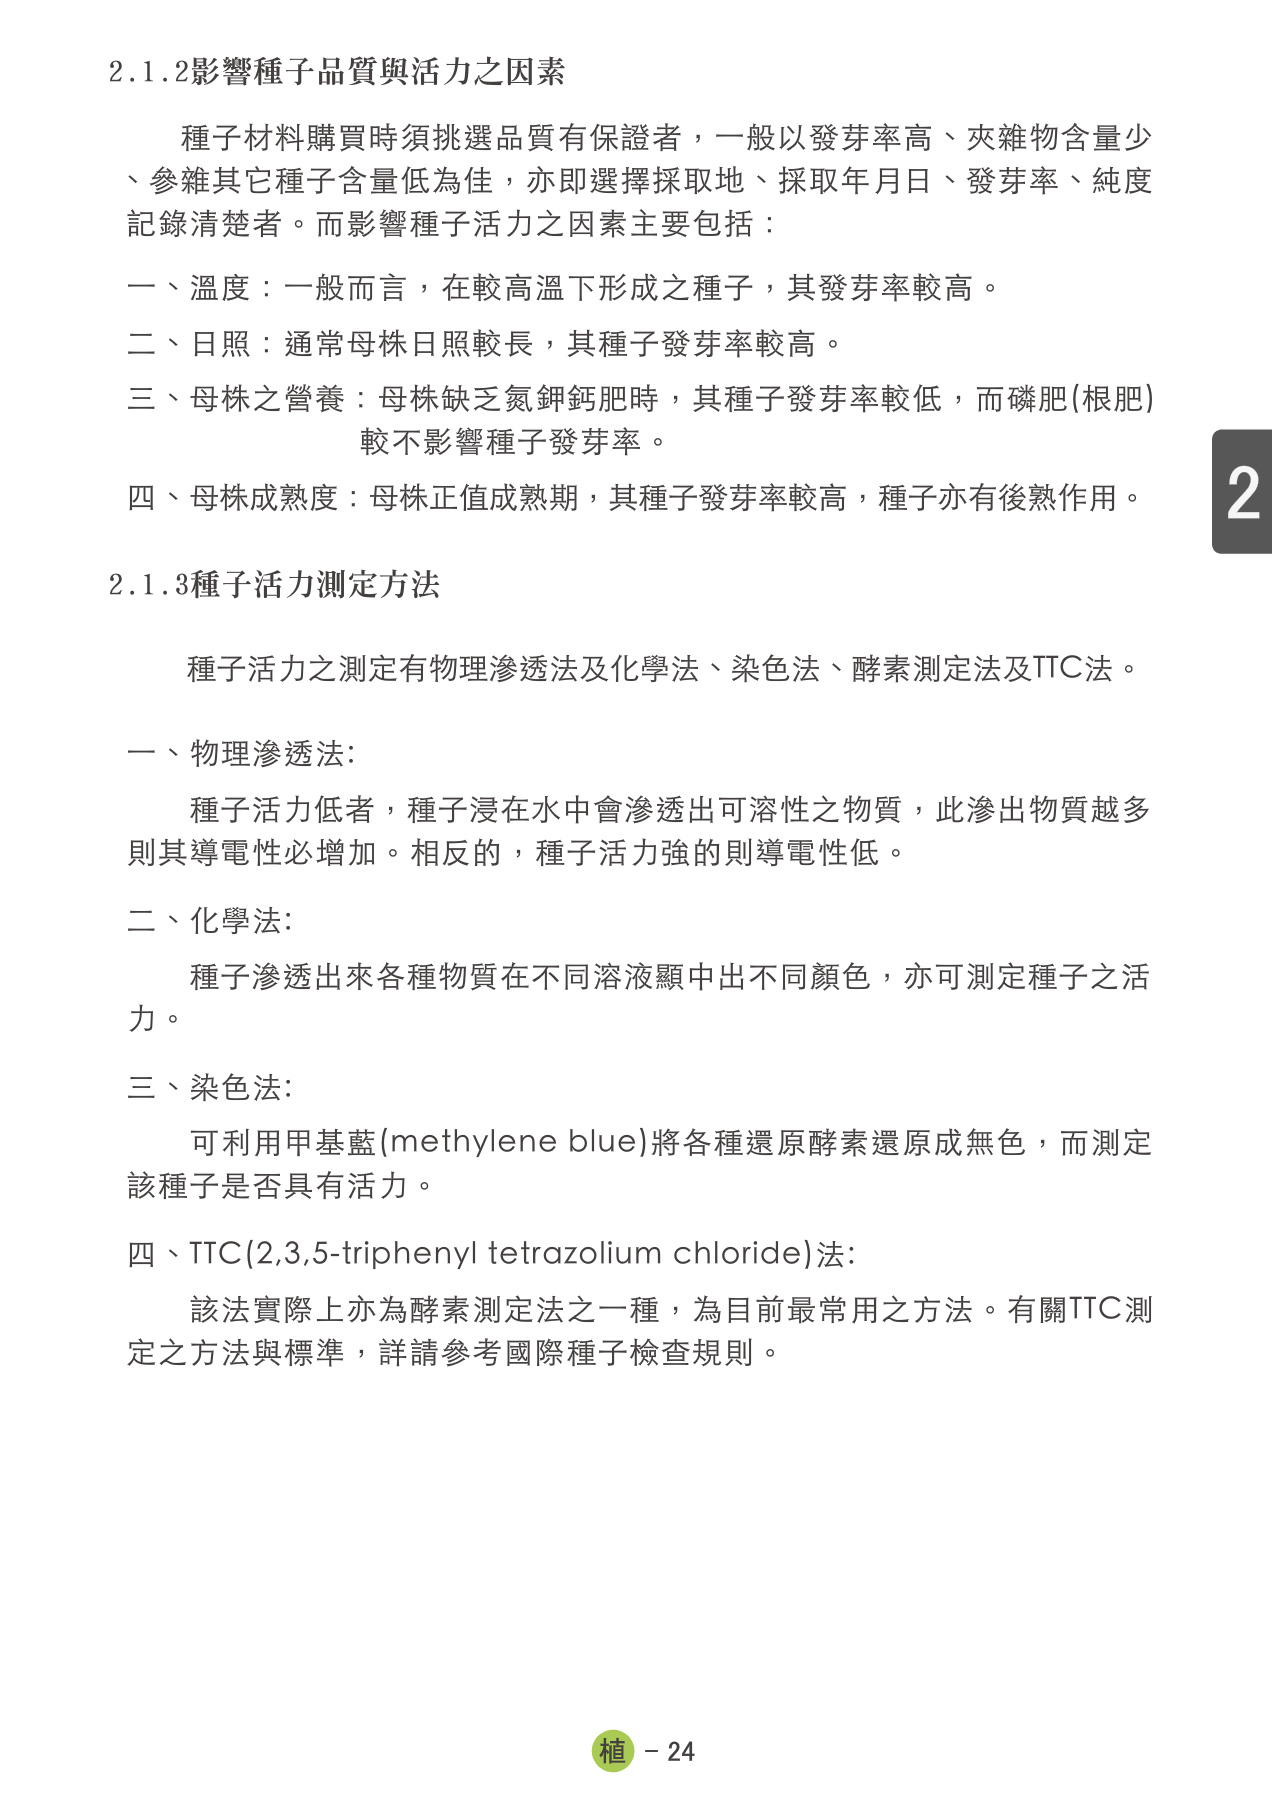 2.1.2影響種子品質與活力之因素
種子材料購買時須挑選品質有保證者，一般以發芽率高、夾雜物含量少
、參雜其它種子含量低為佳，亦即選擇採取地、採取年月日、發芽率、純度
記錄清楚者。而影響種子活力之因素主要包括：
一、溫度：一般而言，在較高溫下形成之種子，其發芽率較高。
二、日照：通常母株日照較長，其種子發芽率較高。
三、母株之營養：母株缺乏氮鉀鈣肥時，其種子發芽率較低，而磷肥(根肥)
較不影響種子發芽率。
四、母株成熟度：母株正值成熟期，其種子發芽率較高，種子亦有後熟作用。
2
2.1.3種子活力測定方法
種子活力之測定有物理滲透法及化學法、染色法、酵素測定法及TTC法。
一、物理滲透法:
種子活力低者，種子浸在水中會滲透出可溶性之物質，此滲出物質越多
則其導電性必增加。相反的，種子活力強的則導電性低。
二、化學法:
種子滲透出來各種物質在不同溶液顯中出不同顏色，亦可測定種子之活
力。
三、染色法:
可利用甲基藍(methylene blue)將各種還原酵素還原成無色，而測定
該種子是否具有活力。
四、TTC(2,3,5-triphenyl tetrazolium chloride)法:
該法實際上亦為酵素測定法之一種，為目前最常用之方法。有關TTC測
定之方法與標準，詳請參考國際種子檢查規則。
植 – 24